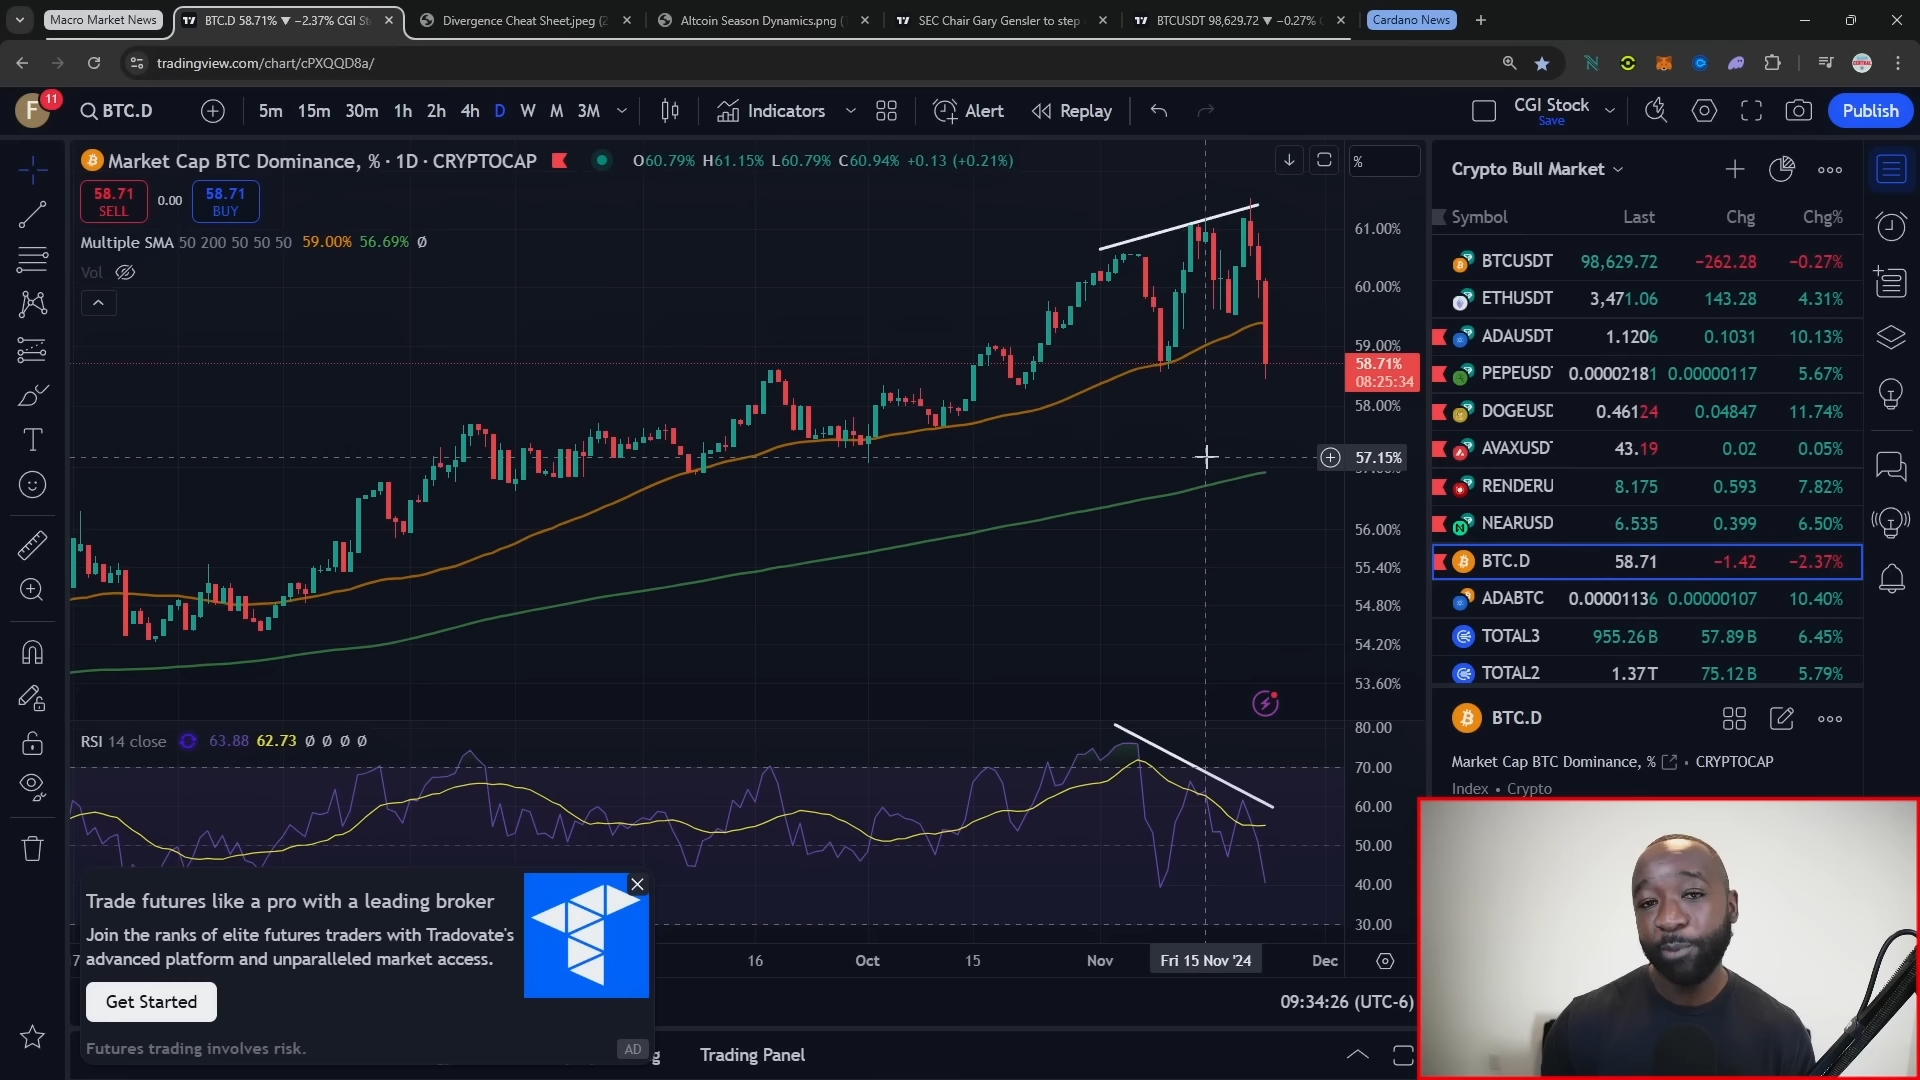 Macro Market News
BTC.D 58.71% ▼ −2.37% CGI St
Divergence Cheat Sheet.jpeg (2
Altcoin Season Dynamics.png (
SEC Chair Gary Gensler to step
BTCUSDT 98,629.72 ▼ −0.27%
Cardano News
tradingview.com/chart/cPXQQD8a/
F 11
BTC.D
5m 15m 30m 1h 2h 4h D W M 3M
Indicators
Alert
Replay
CGI Stock
Save
Publish
Market Cap BTC Dominance, % · 1D · CRYPTOCAP
O60.79% H61.15% L60.79% C60.94% +0.13 (+0.21%)
%
58.71
SELL
0.00
58.71
BUY
Multiple SMA 50 200 50 50 50 59.00% 56.69% Ø
Vol
61.00%
60.00%
59.00%
58.71%
08:25:34
58.00%
57.15%
56.00%
55.40%
54.80%
54.20%
53.60%
RSI 14 close 63.88 62.73 Ø Ø Ø Ø
80.00
70.00
60.00
50.00
40.00
30.00
16
Oct
15
Nov
Fri 15 Nov '24
Dec
09:34:26 (UTC-6)
Trade futures like a pro with a leading broker
Join the ranks of elite futures traders with Tradovate's
advanced platform and unparalleled market access.
Get Started
Futures trading involves risk.
AD
Trading Panel
Crypto Bull Market
Symbol Last Chg Chg%
BTCUSDT 98,629.72 −262.28 −0.27%
ETHUSDT 3,471.06 143.28 4.31%
ADAUSDT 1.1206 0.1031 10.13%
PEPEUSD 0.00002181 0.00000117 5.67%
DOGEUSD 0.46124 0.04847 11.74%
AVAXUSD 43.19 0.02 0.05%
RENDERU 8.175 0.593 7.82%
NEARUSD 6.535 0.399 6.50%
BTC.D 58.71 −1.42 −2.37%
ADABTC 0.00001136 0.00000107 10.40%
TOTAL3 955.26 B 57.89 B 6.45%
TOTAL2 1.37 T 75.12 B 5.79%
BTC.D
Market Cap BTC Dominance, % • CRYPTOCAP
Index • Crypto